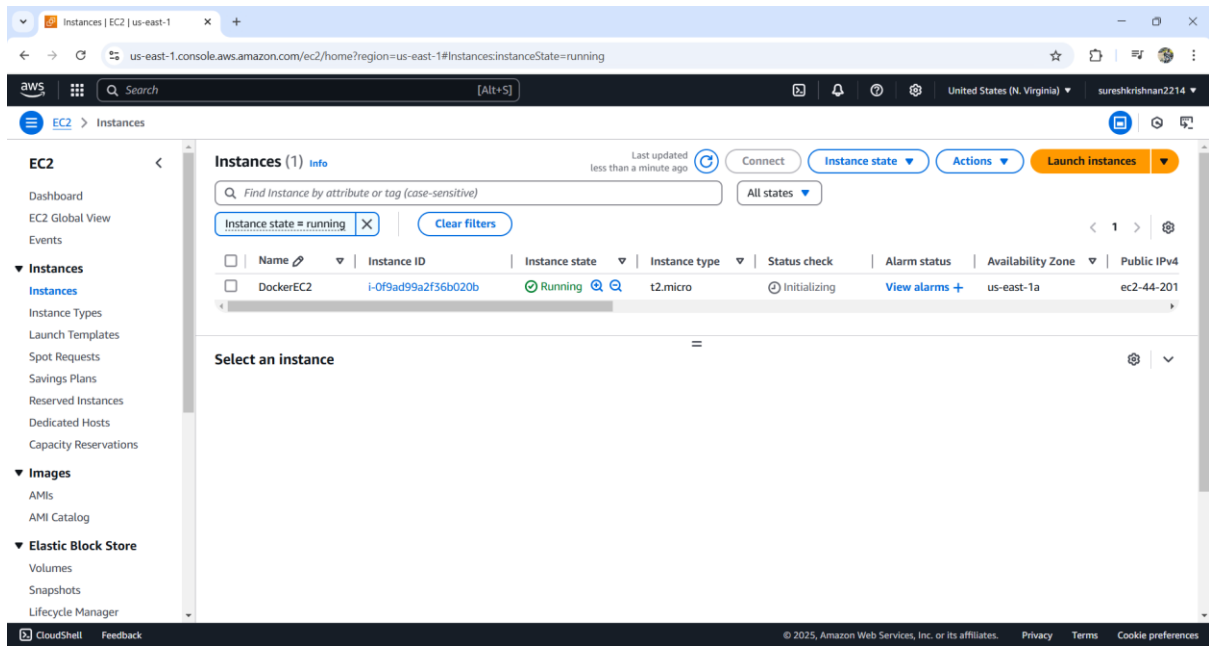 Instances | EC2 | us-east-1
us-east-1.console.aws.amazon.com/ec2/home?region=us-east-1#Instances:instanceState=running
aws Search [Alt+S] United States (N. Virginia) sureshkrishnan2214
EC2 > Instances
EC2
Dashboard
EC2 Global View
Events
Instances
Instances
Instance Types
Launch Templates
Spot Requests
Savings Plans
Reserved Instances
Dedicated Hosts
Capacity Reservations
Images
AMIs
AMI Catalog
Elastic Block Store
Volumes
Snapshots
Lifecycle Manager
Instances (1) Info
Last updated
less than a minute ago
Connect Instance state Actions Launch instances
Find Instance by attribute or tag (case-sensitive) All states
Instance state = running Clear filters
1
Name Instance ID Instance state Instance type Status check Alarm status Availability Zone Public IPv4
DockerEC2 i-0f9ad99a2f36b020b Running t2.micro Initializing View alarms + us-east-1a ec2-44-201
Select an instance
CloudShell Feedback © 2025, Amazon Web Services, Inc. or its affiliates. Privacy Terms Cookie preferences